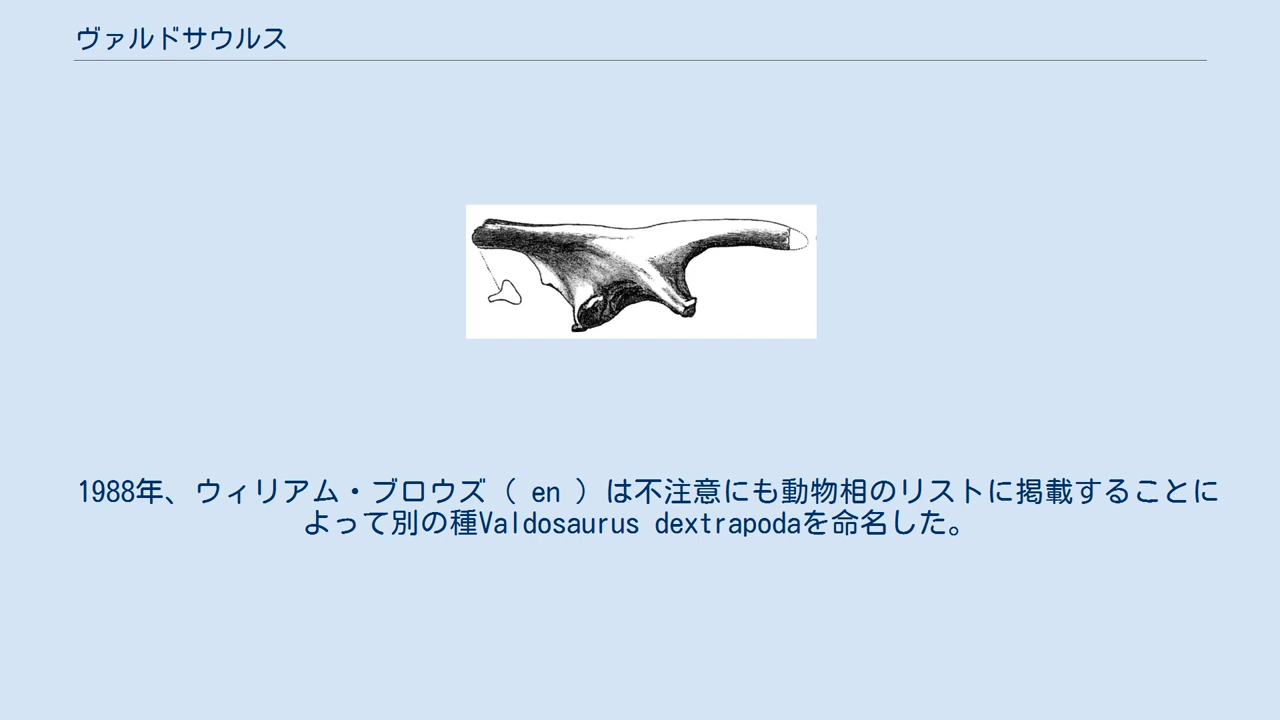 ヴァルドサウルス
1988年、ウィリアム・ブロウズ（ en ）は不注意にも動物相のリストに掲載することに
よって別の種Valdosaurus dextrapodaを命名した。